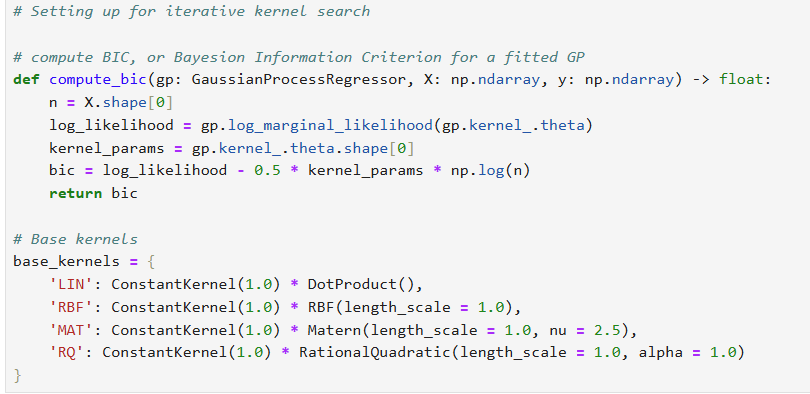 # Setting up for iterative kernel search
# compute BIC, or Bayesion Information Criterion for a fitted GP
def compute_bic(gp: GaussianProcessRegressor, X: np.ndarray, y: np.ndarray) -> float:
    n = X.shape[0]
    log_likelihood = gp.log_marginal_likelihood(gp.kernel_.theta)
    kernel_params = gp.kernel_.theta.shape[0]
    bic = log_likelihood - 0.5 * kernel_params * np.log(n)
    return bic
# Base kernels
base_kernels = {
    'LIN': ConstantKernel(1.0) * DotProduct(),
    'RBF': ConstantKernel(1.0) * RBF(length_scale = 1.0),
    'MAT': ConstantKernel(1.0) * Matern(length_scale = 1.0, nu = 2.5),
    'RQ': ConstantKernel(1.0) * RationalQuadratic(length_scale = 1.0, alpha = 1.0)
}